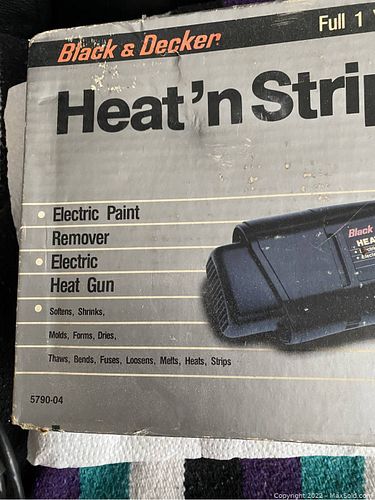 Full 1
Black & Decker
Heat'n Strip
Electric Paint
Remover
Electric
Heat Gun
Softens, Shrinks,
Molds, Forms, Dries,
Thaws, Bends, Fuses, Loosens, Melts, Heats, Strips
Black
HEA
5790-04
Copyright 2022 - MaxSold.com